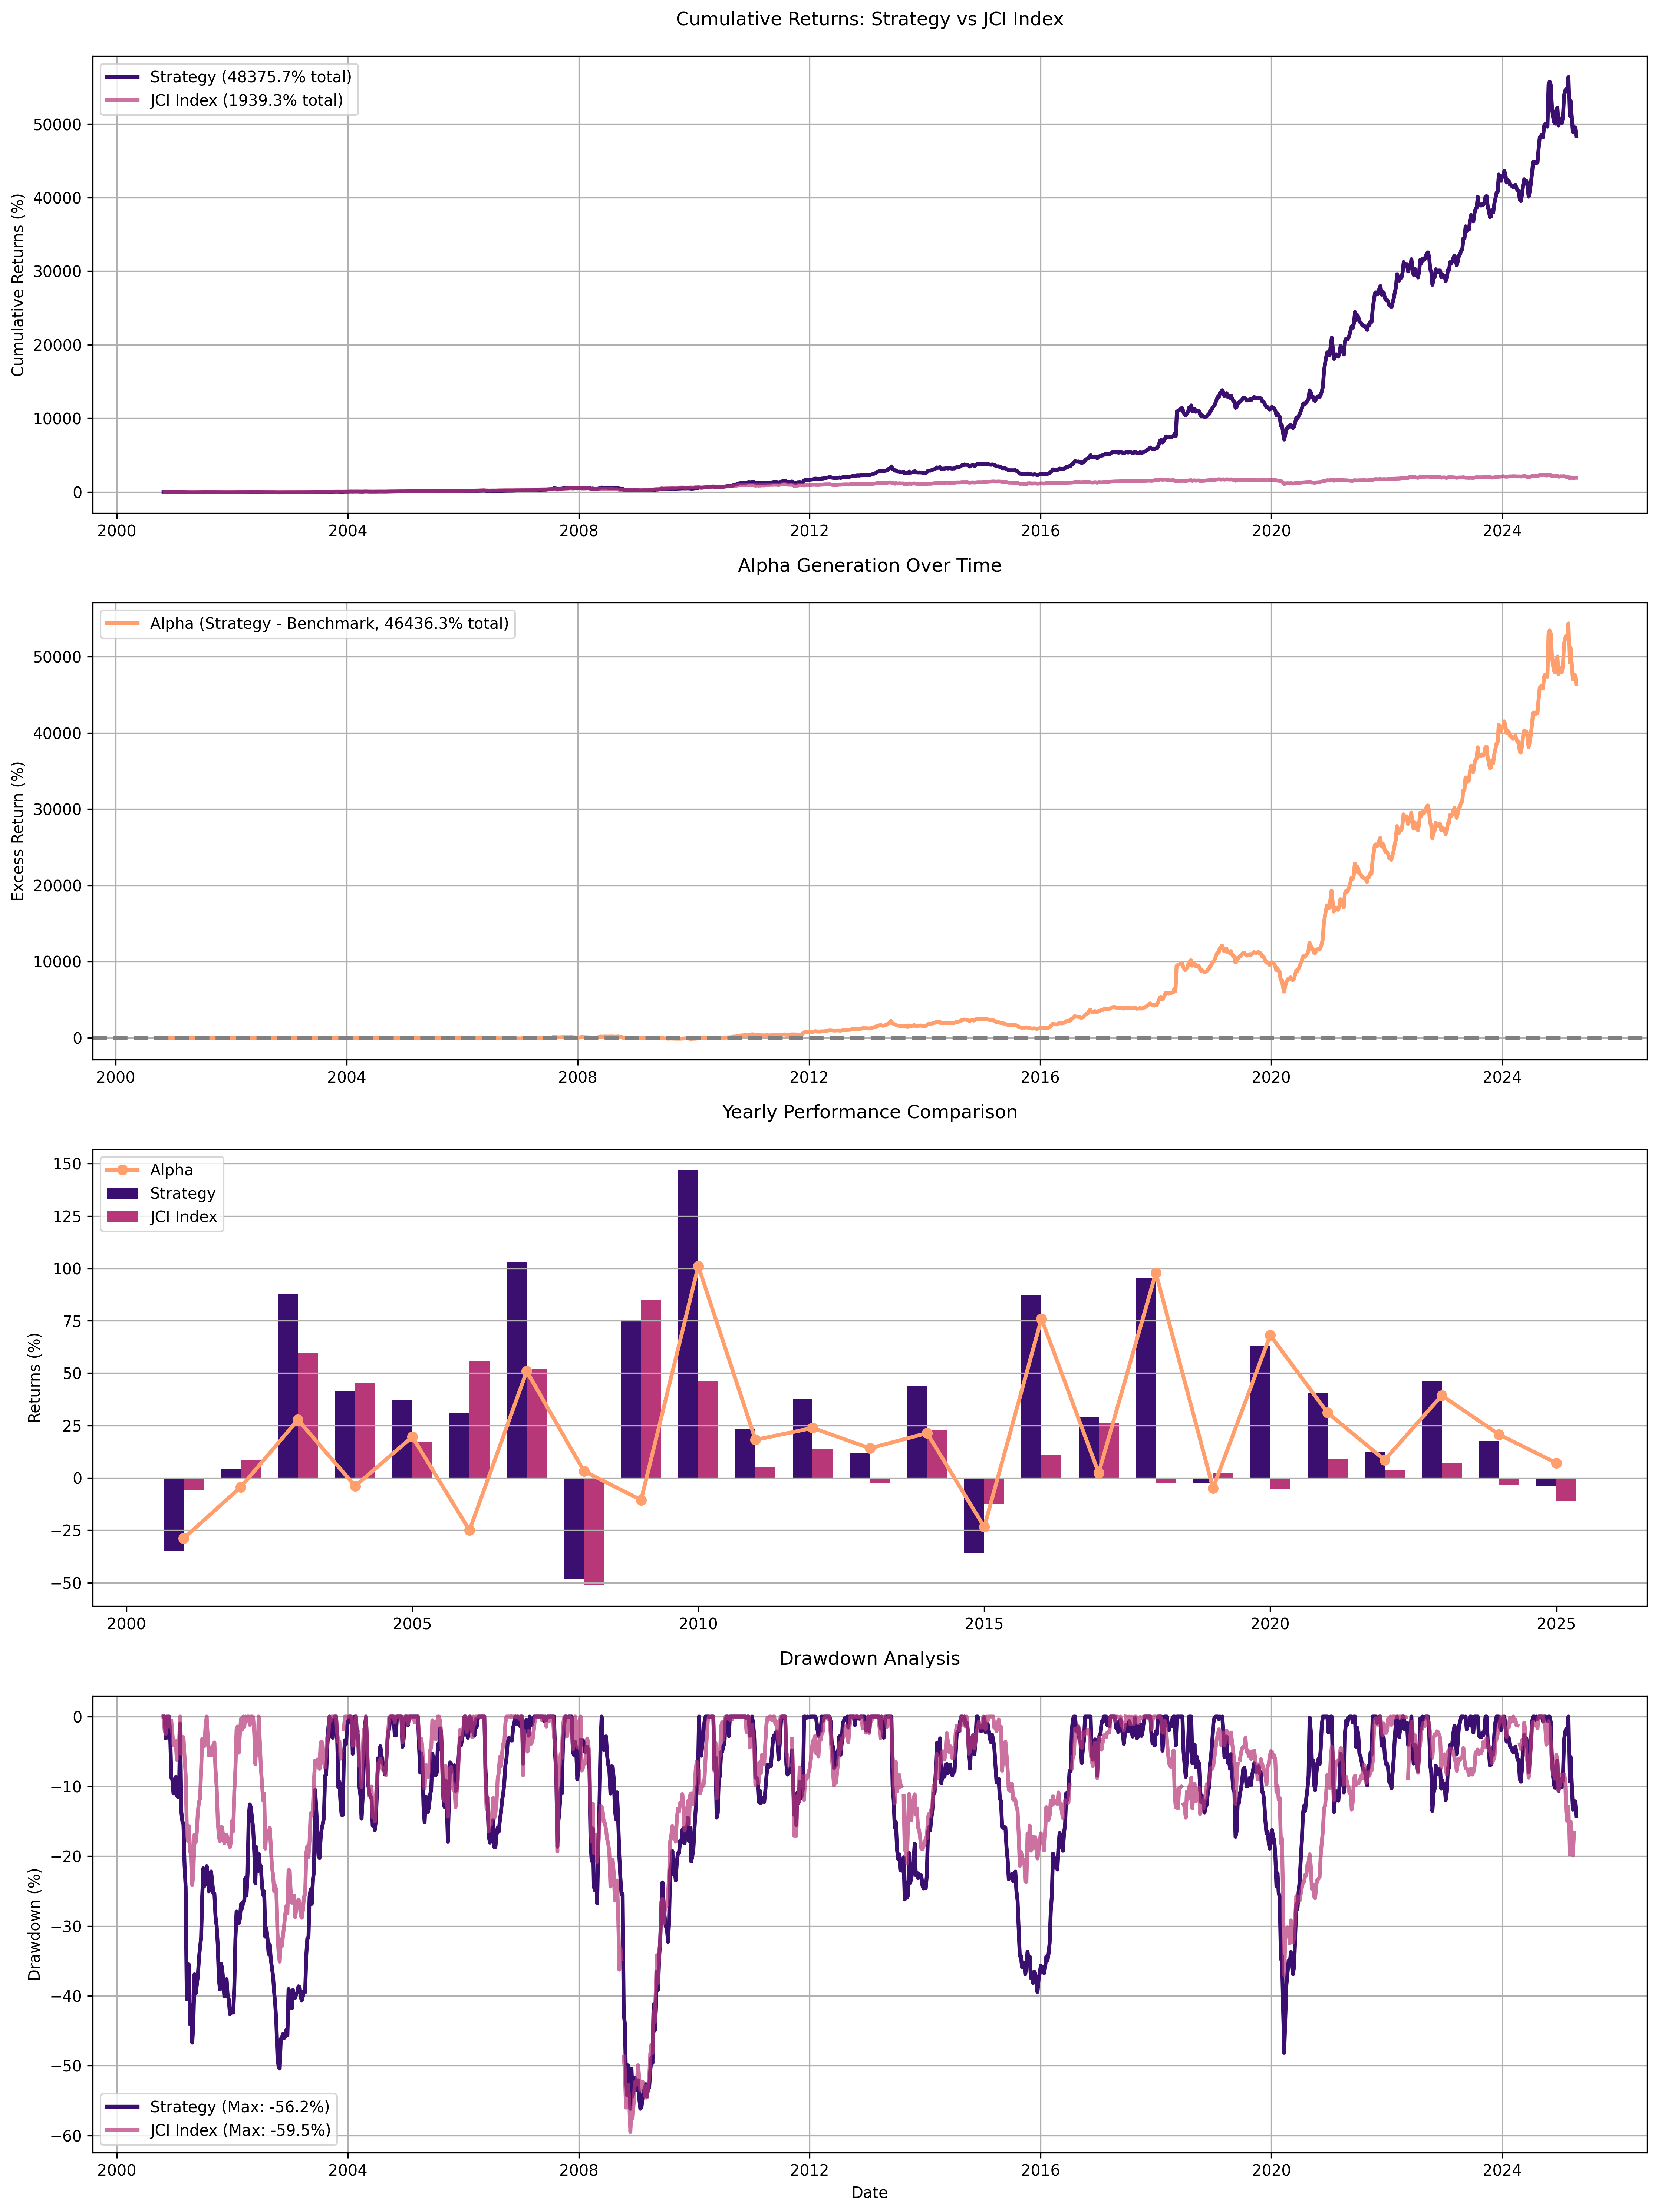 Cumulative Returns: Strategy vs JCI Index
Strategy (48375.7% total)
JCI Index (1939.3% total)
Cumulative Returns (%)
50000
40000
30000
20000
10000
0
2000 2004 2008 2012 2016 2020 2024
Alpha Generation Over Time
Alpha (Strategy - Benchmark, 46436.3% total)
Excess Return (%)
50000
40000
30000
20000
10000
0
2000 2004 2008 2012 2016 2020 2024
Yearly Performance Comparison
Alpha
Strategy
JCI Index
Returns (%)
150
125
100
75
50
25
0
−25
−50
2000 2005 2010 2015 2020 2025
Drawdown Analysis
Drawdown (%)
0
−10
−20
−30
−40
−50
−60
Strategy (Max: -56.2%)
JCI Index (Max: -59.5%)
2000 2004 2008 2012 2016 2020 2024
Date